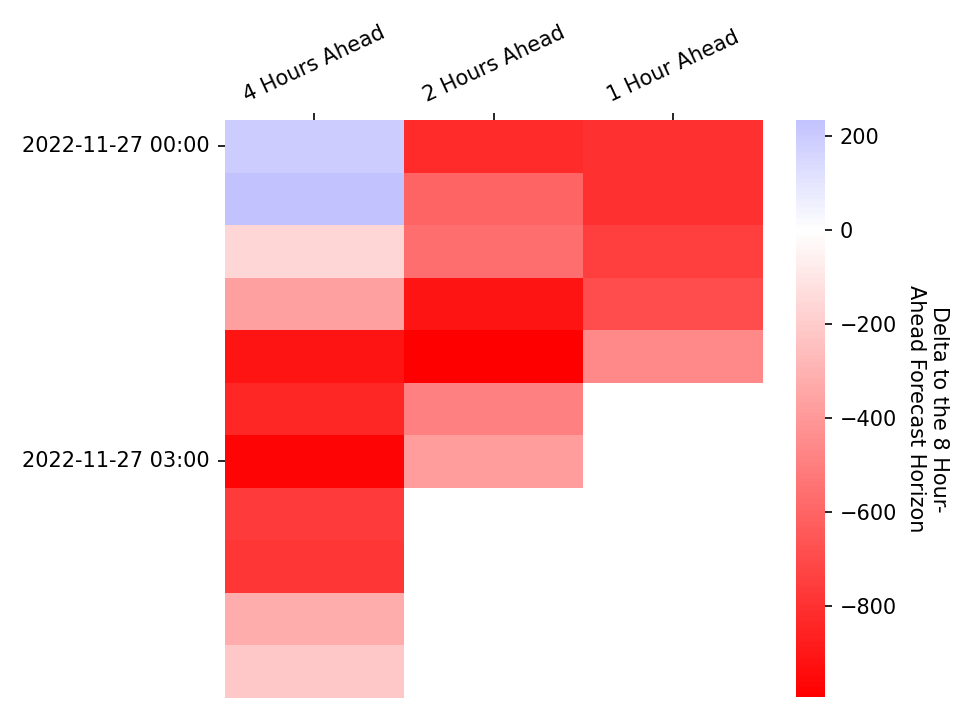 4 Hours Ahead
2 Hours Ahead
1 Hour Ahead
2022-11-27 00:00
2022-11-27 03:00
200
0
−200
−400
−600
−800
Delta to the 8 Hour-
Ahead Forecast Horizon